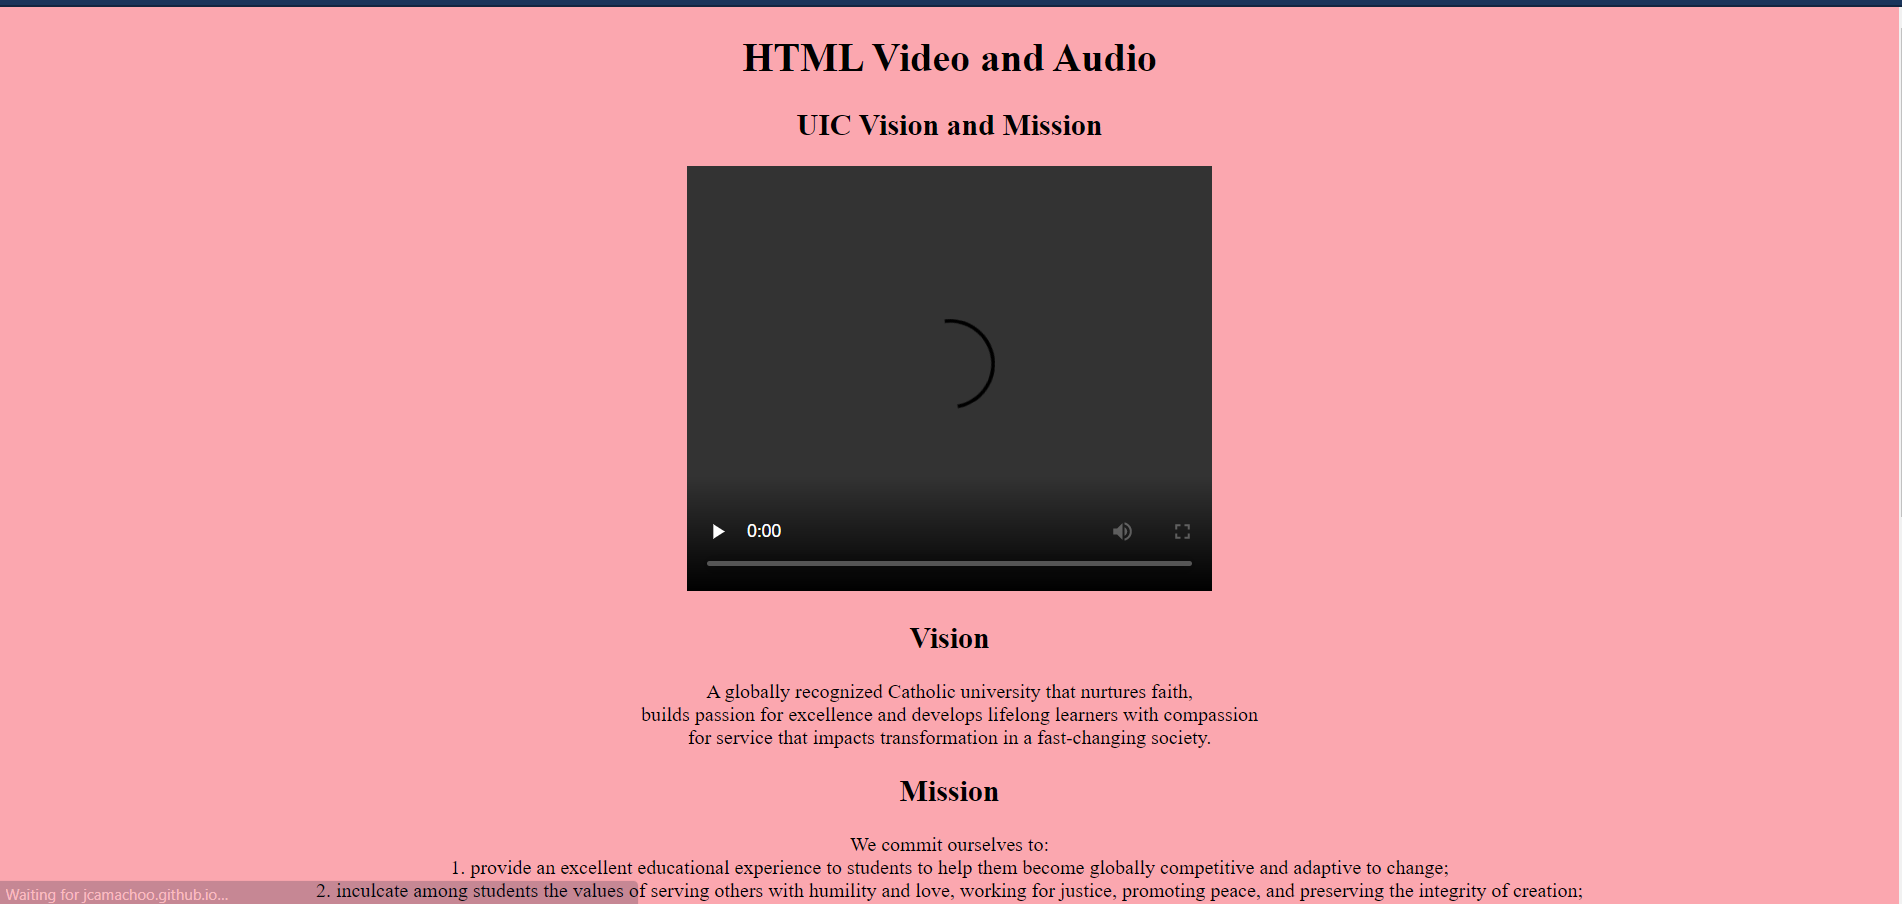 HTML Video and Audio
UIC Vision and Mission
0:00
Vision
A globally recognized Catholic university that nurtures faith,
builds passion for excellence and develops lifelong learners with compassion
for service that impacts transformation in a fast-changing society.
Mission
We commit ourselves to:
1. provide an excellent educational experience to students to help them become globally competitive and adaptive to change;
2. inculcate among students the values of serving others with humility and love, working for justice, promoting peace, and preserving the integrity of creation;
Waiting for jcamachoo.github.io...